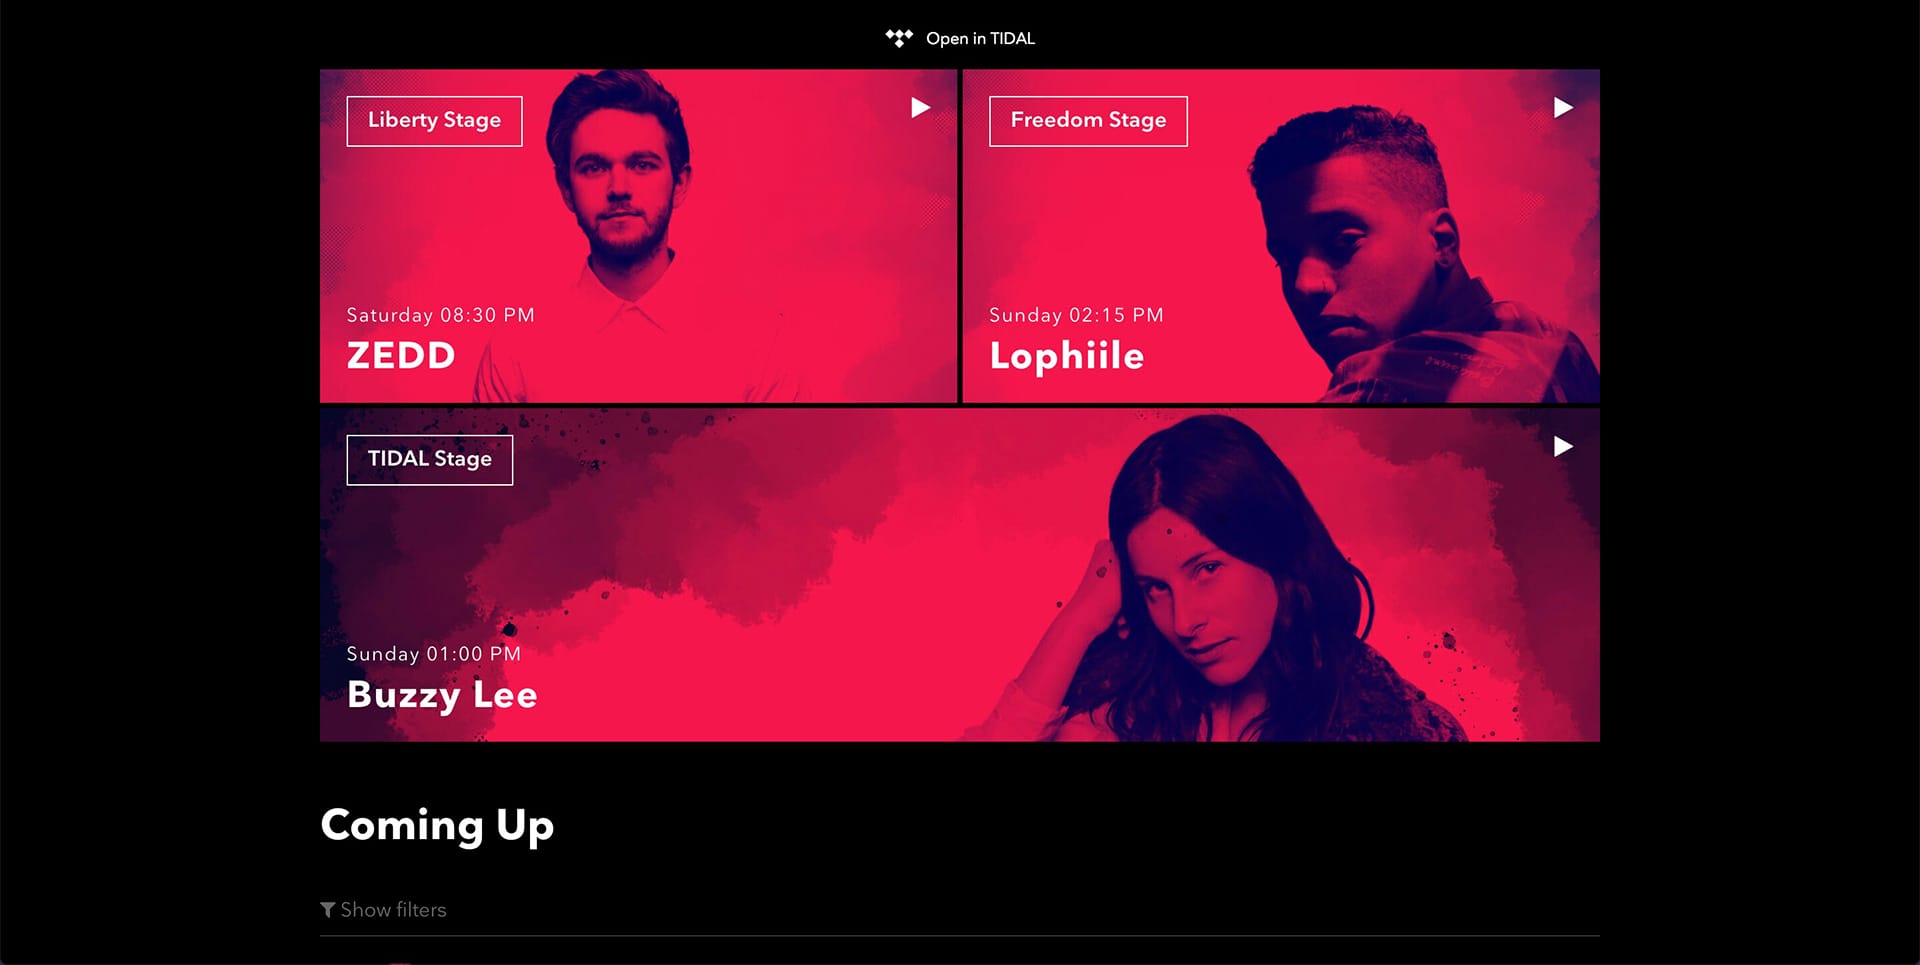 Open in TIDAL
Liberty Stage
Saturday 08:30 PM
ZEDD
Freedom Stage
Sunday 02:15 PM
Lophiile
TIDAL Stage
Sunday 01:00 PM
Buzzy Lee
Coming Up
Show filters